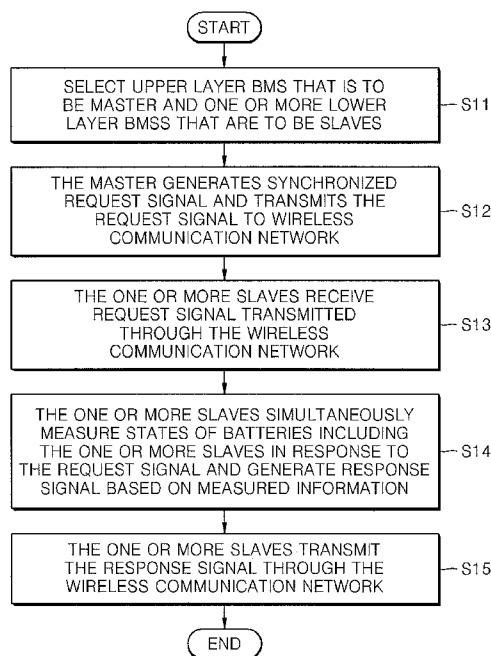 START
SELECT UPPER LAYER BMS THAT IS TO
BE MASTER AND ONE OR MORE LOWER
LAYER BMSS THAT ARE TO BE SLAVES
S11
THE MASTER GENERATES SYNCHRONIZED
REQUEST SIGNAL AND TRANSMITS THE
REQUEST SIGNAL TO WIRELESS
COMMUNICATION NETWORK
S12
THE ONE OR MORE SLAVES RECEIVE
REQUEST SIGNAL TRANSMITTED
THROUGH THE WIRELESS
COMMUNICATION NETWORK
S13
THE ONE OR MORE SLAVES SIMULTANEOUSLY
MEASURE STATES OF BATTERIES INCLUDING
THE ONE OR MORE SLAVES IN RESPONSE TO
THE REQUEST SIGNAL AND GENERATE RESPONSE
SIGNAL BASED ON MEASURED INFORMATION
S14
THE ONE OR MORE SLAVES TRANSMIT
THE RESPONSE SIGNAL THROUGH THE
WIRELESS COMMUNICATION NETWORK
S15
END